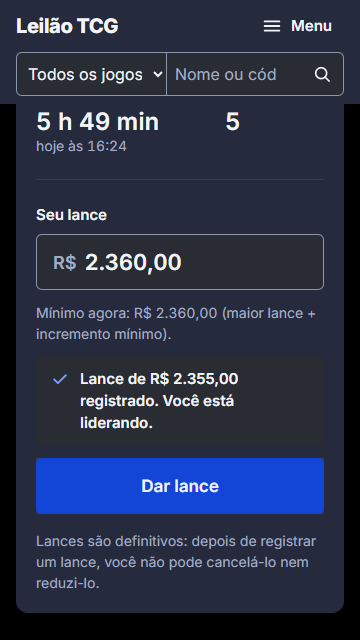 Leilão TCG
Menu
Todos os jogos
Nome ou cód
5 h 49 min
5
hoje às 16:24
Seu lance
R$ 2.360,00
Mínimo agora: R$ 2.360,00 (maior lance +
incremento mínimo).
Lance de R$ 2.355,00
registrado. Você está
liderando.
Dar lance
Lances são definitivos: depois de registrar
um lance, você não pode cancelá-lo nem
reduzi-lo.